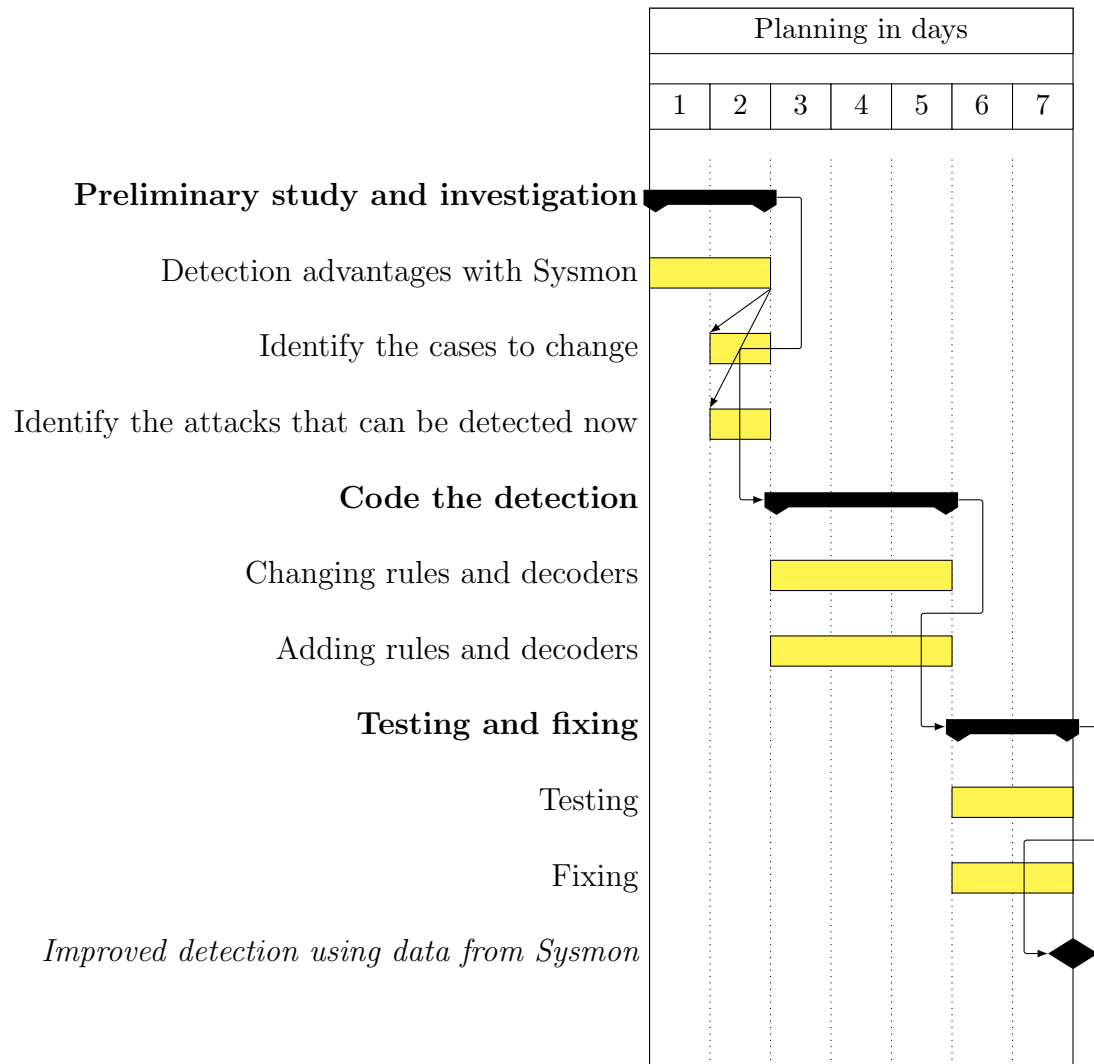 Planning in days
1 2 3 4 5 6 7
Preliminary study and investigation
Detection advantages with Sysmon
Identify the cases to change
Identify the attacks that can be detected now
Code the detection
Changing rules and decoders
Adding rules and decoders
Testing and fixing
Testing
Fixing
Improved detection using data from Sysmon